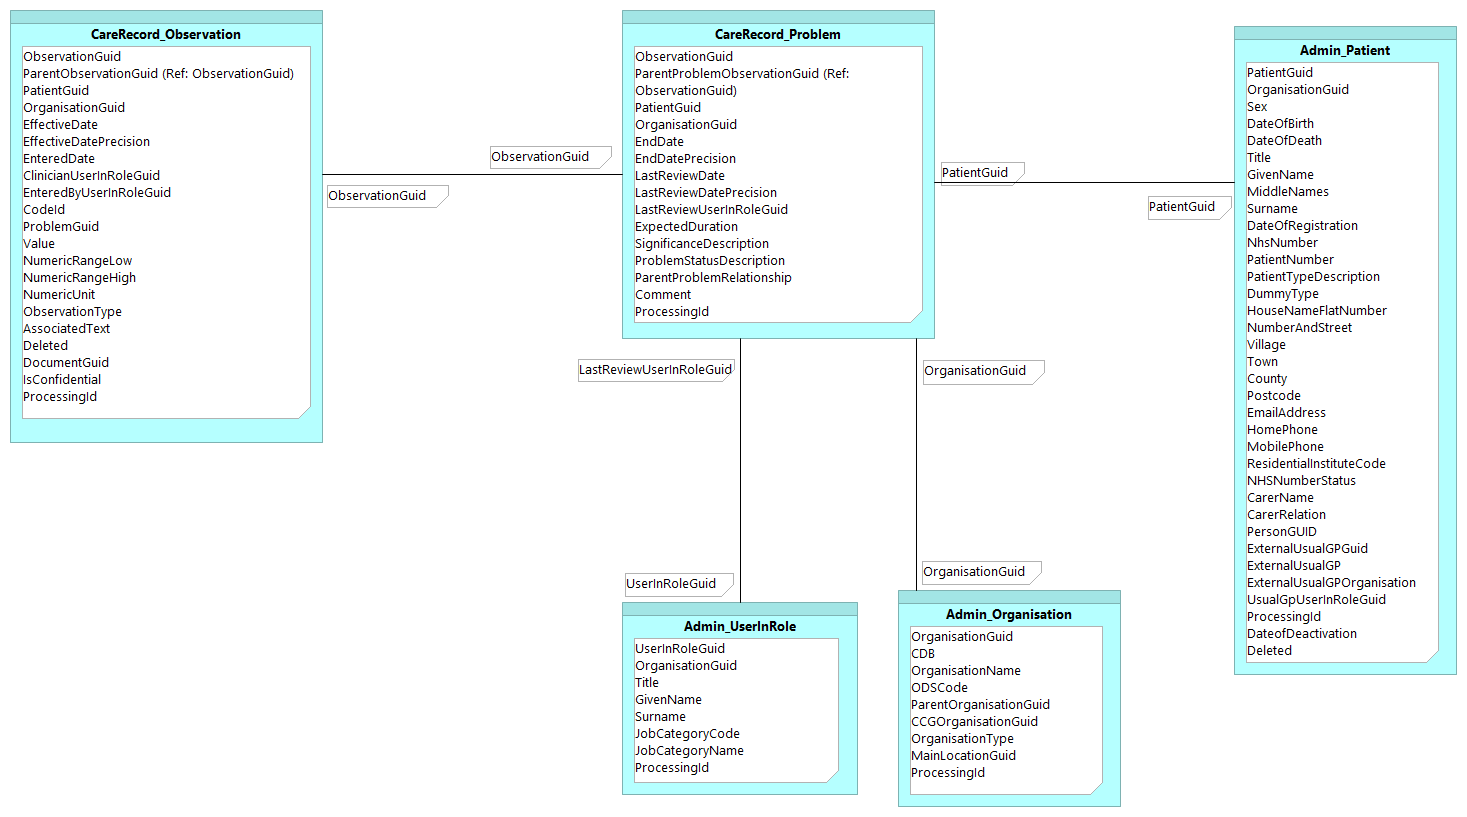 CareRecord_Observation
ObservationGuid
ParentObservationGuid (Ref: ObservationGuid)
PatientGuid
OrganisationGuid
EffectiveDate
EffectiveDatePrecision
EnteredDate
ClinicianUserInRoleGuid
EnteredByUserInRoleGuid
CodeId
ProblemGuid
Value
NumericRangeLow
NumericRangeHigh
NumericUnit
ObservationType
AssociatedText
Deleted
DocumentGuid
IsConfidential
ProcessingId
ObservationGuid
ObservationGuid
CareRecord_Problem
ObservationGuid
ParentProblemObservationGuid (Ref:
ObservationGuid)
PatientGuid
OrganisationGuid
EndDate
EndDatePrecision
LastReviewDate
LastReviewDatePrecision
LastReviewUserInRoleGuid
ExpectedDuration
SignificanceDescription
ProblemStatusDescription
ParentProblemRelationship
Comment
ProcessingId
PatientGuid
PatientGuid
Admin_Patient
PatientGuid
OrganisationGuid
Sex
DateOfBirth
DateOfDeath
Title
GivenName
MiddleNames
Surname
DateOfRegistration
NhsNumber
PatientNumber
PatientTypeDescription
DummyType
HouseNameFlatNumber
NumberAndStreet
Village
Town
County
Postcode
EmailAddress
HomePhone
MobilePhone
ResidentialInstituteCode
NHSNumberStatus
CarerName
CarerRelation
PersonGUID
ExternalUsualGPGuid
ExternalUsualGP
ExternalUsualGPOrganisation
UsualGpUserInRoleGuid
ProcessingId
DateofDeactivation
Deleted
LastReviewUserInRoleGuid
OrganisationGuid
UserInRoleGuid
OrganisationGuid
Admin_UserInRole
UserInRoleGuid
OrganisationGuid
Title
GivenName
Surname
JobCategoryCode
JobCategoryName
ProcessingId
Admin_Organisation
OrganisationGuid
CDB
OrganisationName
ODSCode
ParentOrganisationGuid
CCGOrganisationGuid
OrganisationType
MainLocationGuid
ProcessingId